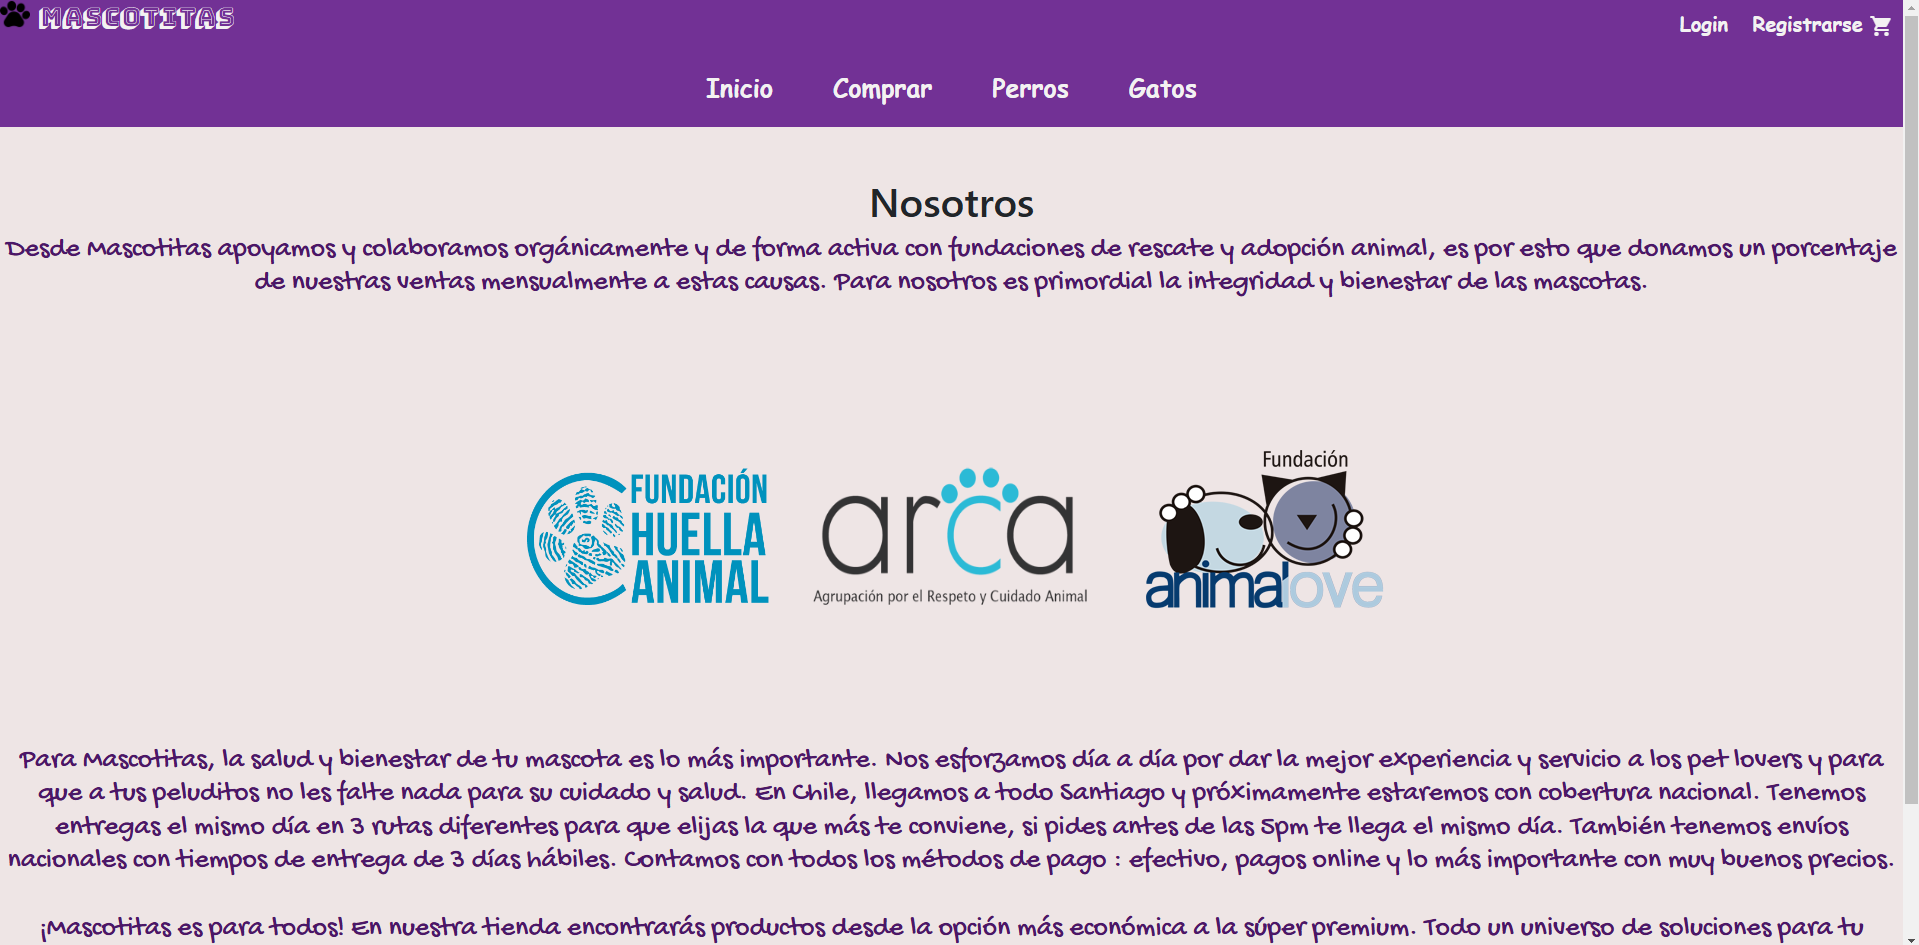 MASCOTITAS
Login Registrarse
Inicio Comprar Perros Gatos
Nosotros
Desde Mascotitas apoyamos y colaboramos orgánicamente y de forma activa con fundaciones de rescate y adopción animal, es por esto que donamos un porcentaje
de nuestras ventas mensualmente a estas causas. Para nosotros es primordial la integridad y bienestar de las mascotas.
FUNDACIÓN
HUELLA
ANIMAL
arca
Agrupación por el Respeto y Cuidado Animal
Fundación
animal'ove
Para Mascotitas, la salud y bienestar de tu mascota es lo más importante. Nos esforzamos día a día por dar la mejor experiencia y servicio a los pet lovers y para
que a tus peluditos no les falte nada para su cuidado y salud. En Chile, llegamos a todo Santiago y próximamente estaremos con cobertura nacional. Tenemos
entregas el mismo día en 3 rutas diferentes para que elijas la que más te conviene, si pides antes de las 5pm te llega el mismo día. También tenemos envíos
nacionales con tiempos de entrega de 3 días hábiles. Contamos con todos los métodos de pago : efectivo, pagos online y lo más importante con muy buenos precios.
¡Mascotitas es para todos! En nuestra tienda encontrarás productos desde la opción más económica a la súper premium. Todo un universo de soluciones para tu